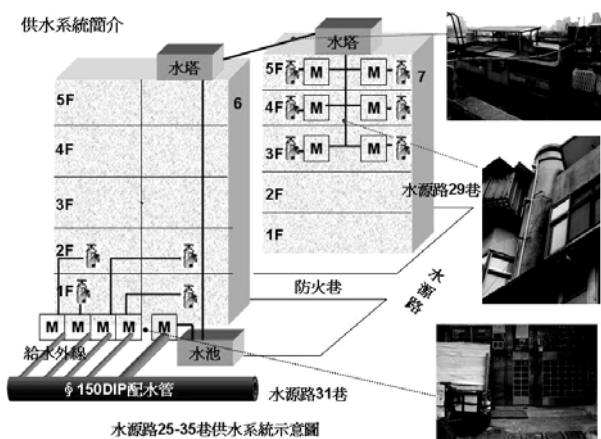 供水系統簡介
水塔
水塔
5F
4F
3F
2F
1F
6
5F M M 7
4F M M
3F M M
2F
1F
水源路29巷
防火巷
水源路
M M M M M
給水外線
水池
§150DIP配水管
水源路31巷
水源路25-35巷供水系統示意圖